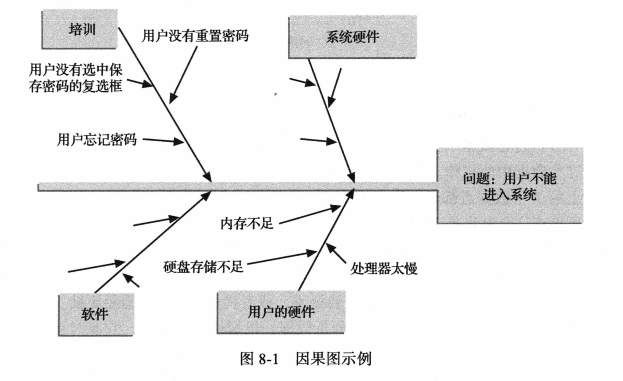 培训
用户没有重置密码
系统硬件
用户没有选中保
存密码的复选框
用户忘记密码
问题：用户不能
进入系统
内存不足
硬盘存储不足
处理器太慢
软件
用户的硬件
图 8-1 因果图示例